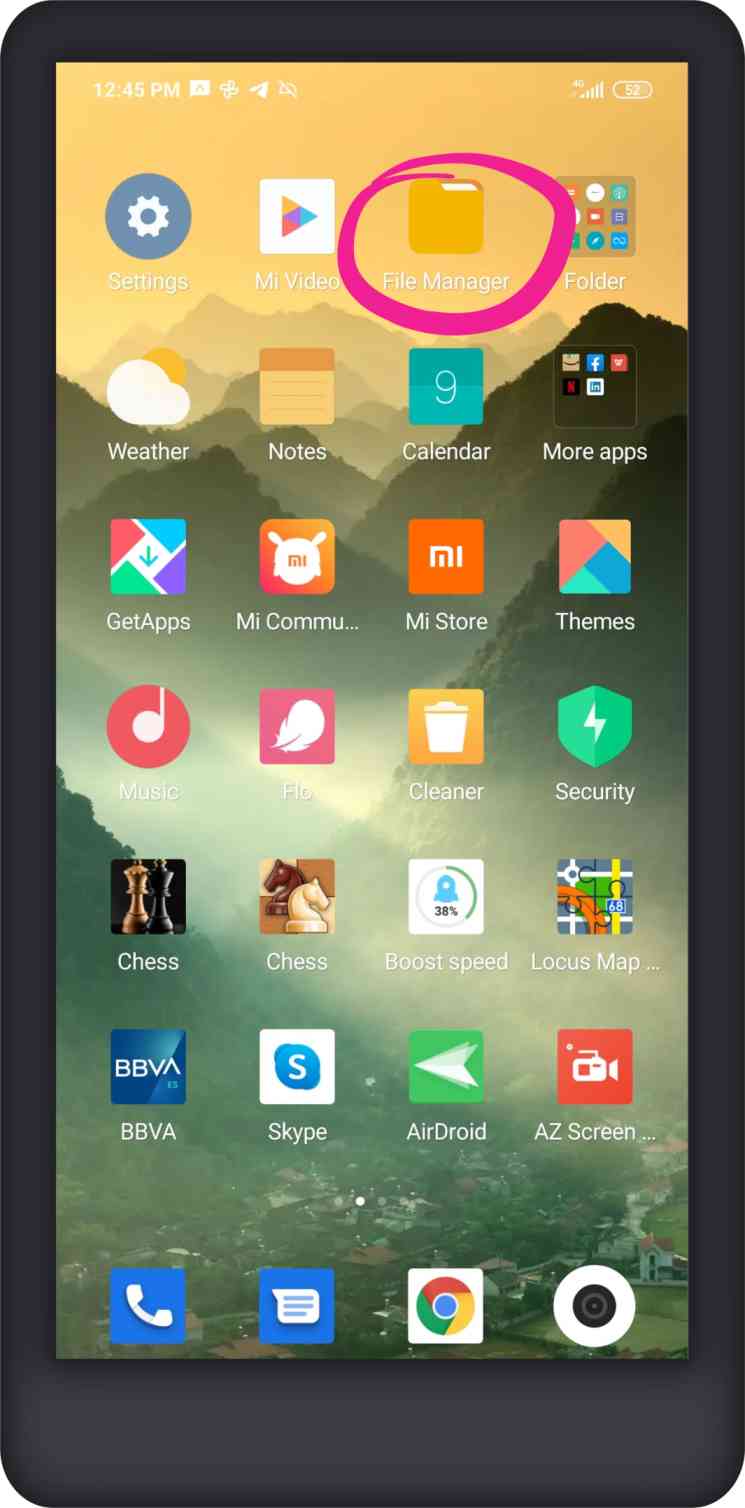 12:45 PM 4G 52
Settings Mi Video File Manager Folder
9
Weather Notes Calendar More apps
mi mi
GetApps Mi Commu... Mi Store Themes
Music Flo Cleaner Security
38% 68
Chess Chess Boost speed Locus Map ...
BBVA ES S
BBVA Skype AirDroid AZ Screen ...